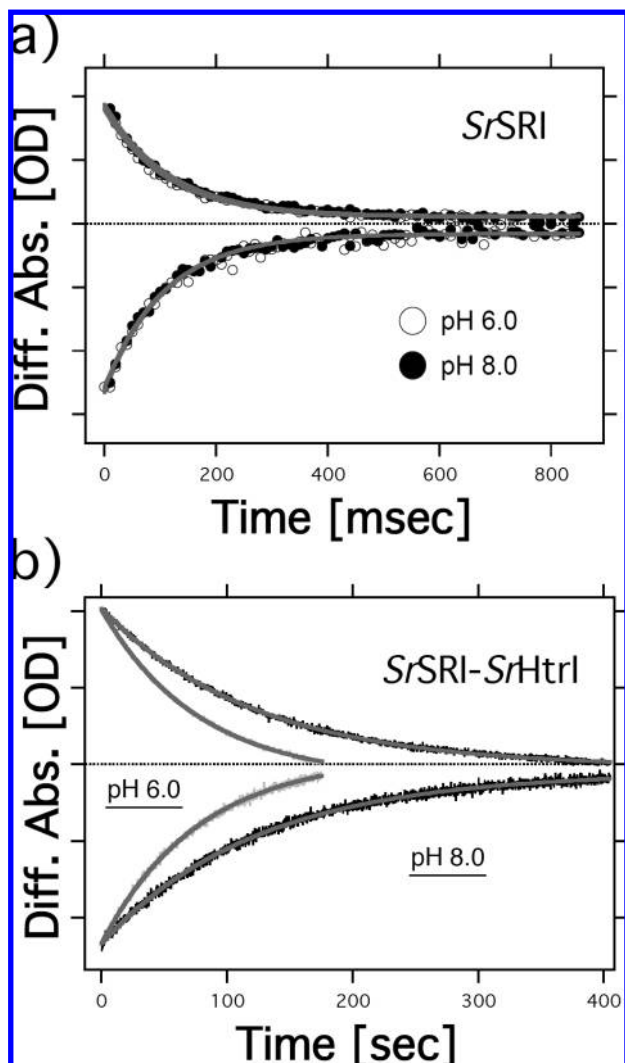 a)
SrSRI
Diff. Abs. [OD]
pH 6.0
pH 8.0
0 200 400 600 800
Time [msec]
b)
SrSRI-SrHtrI
Diff. Abs. [OD]
pH 6.0
pH 8.0
0 100 200 300 400
Time [sec]